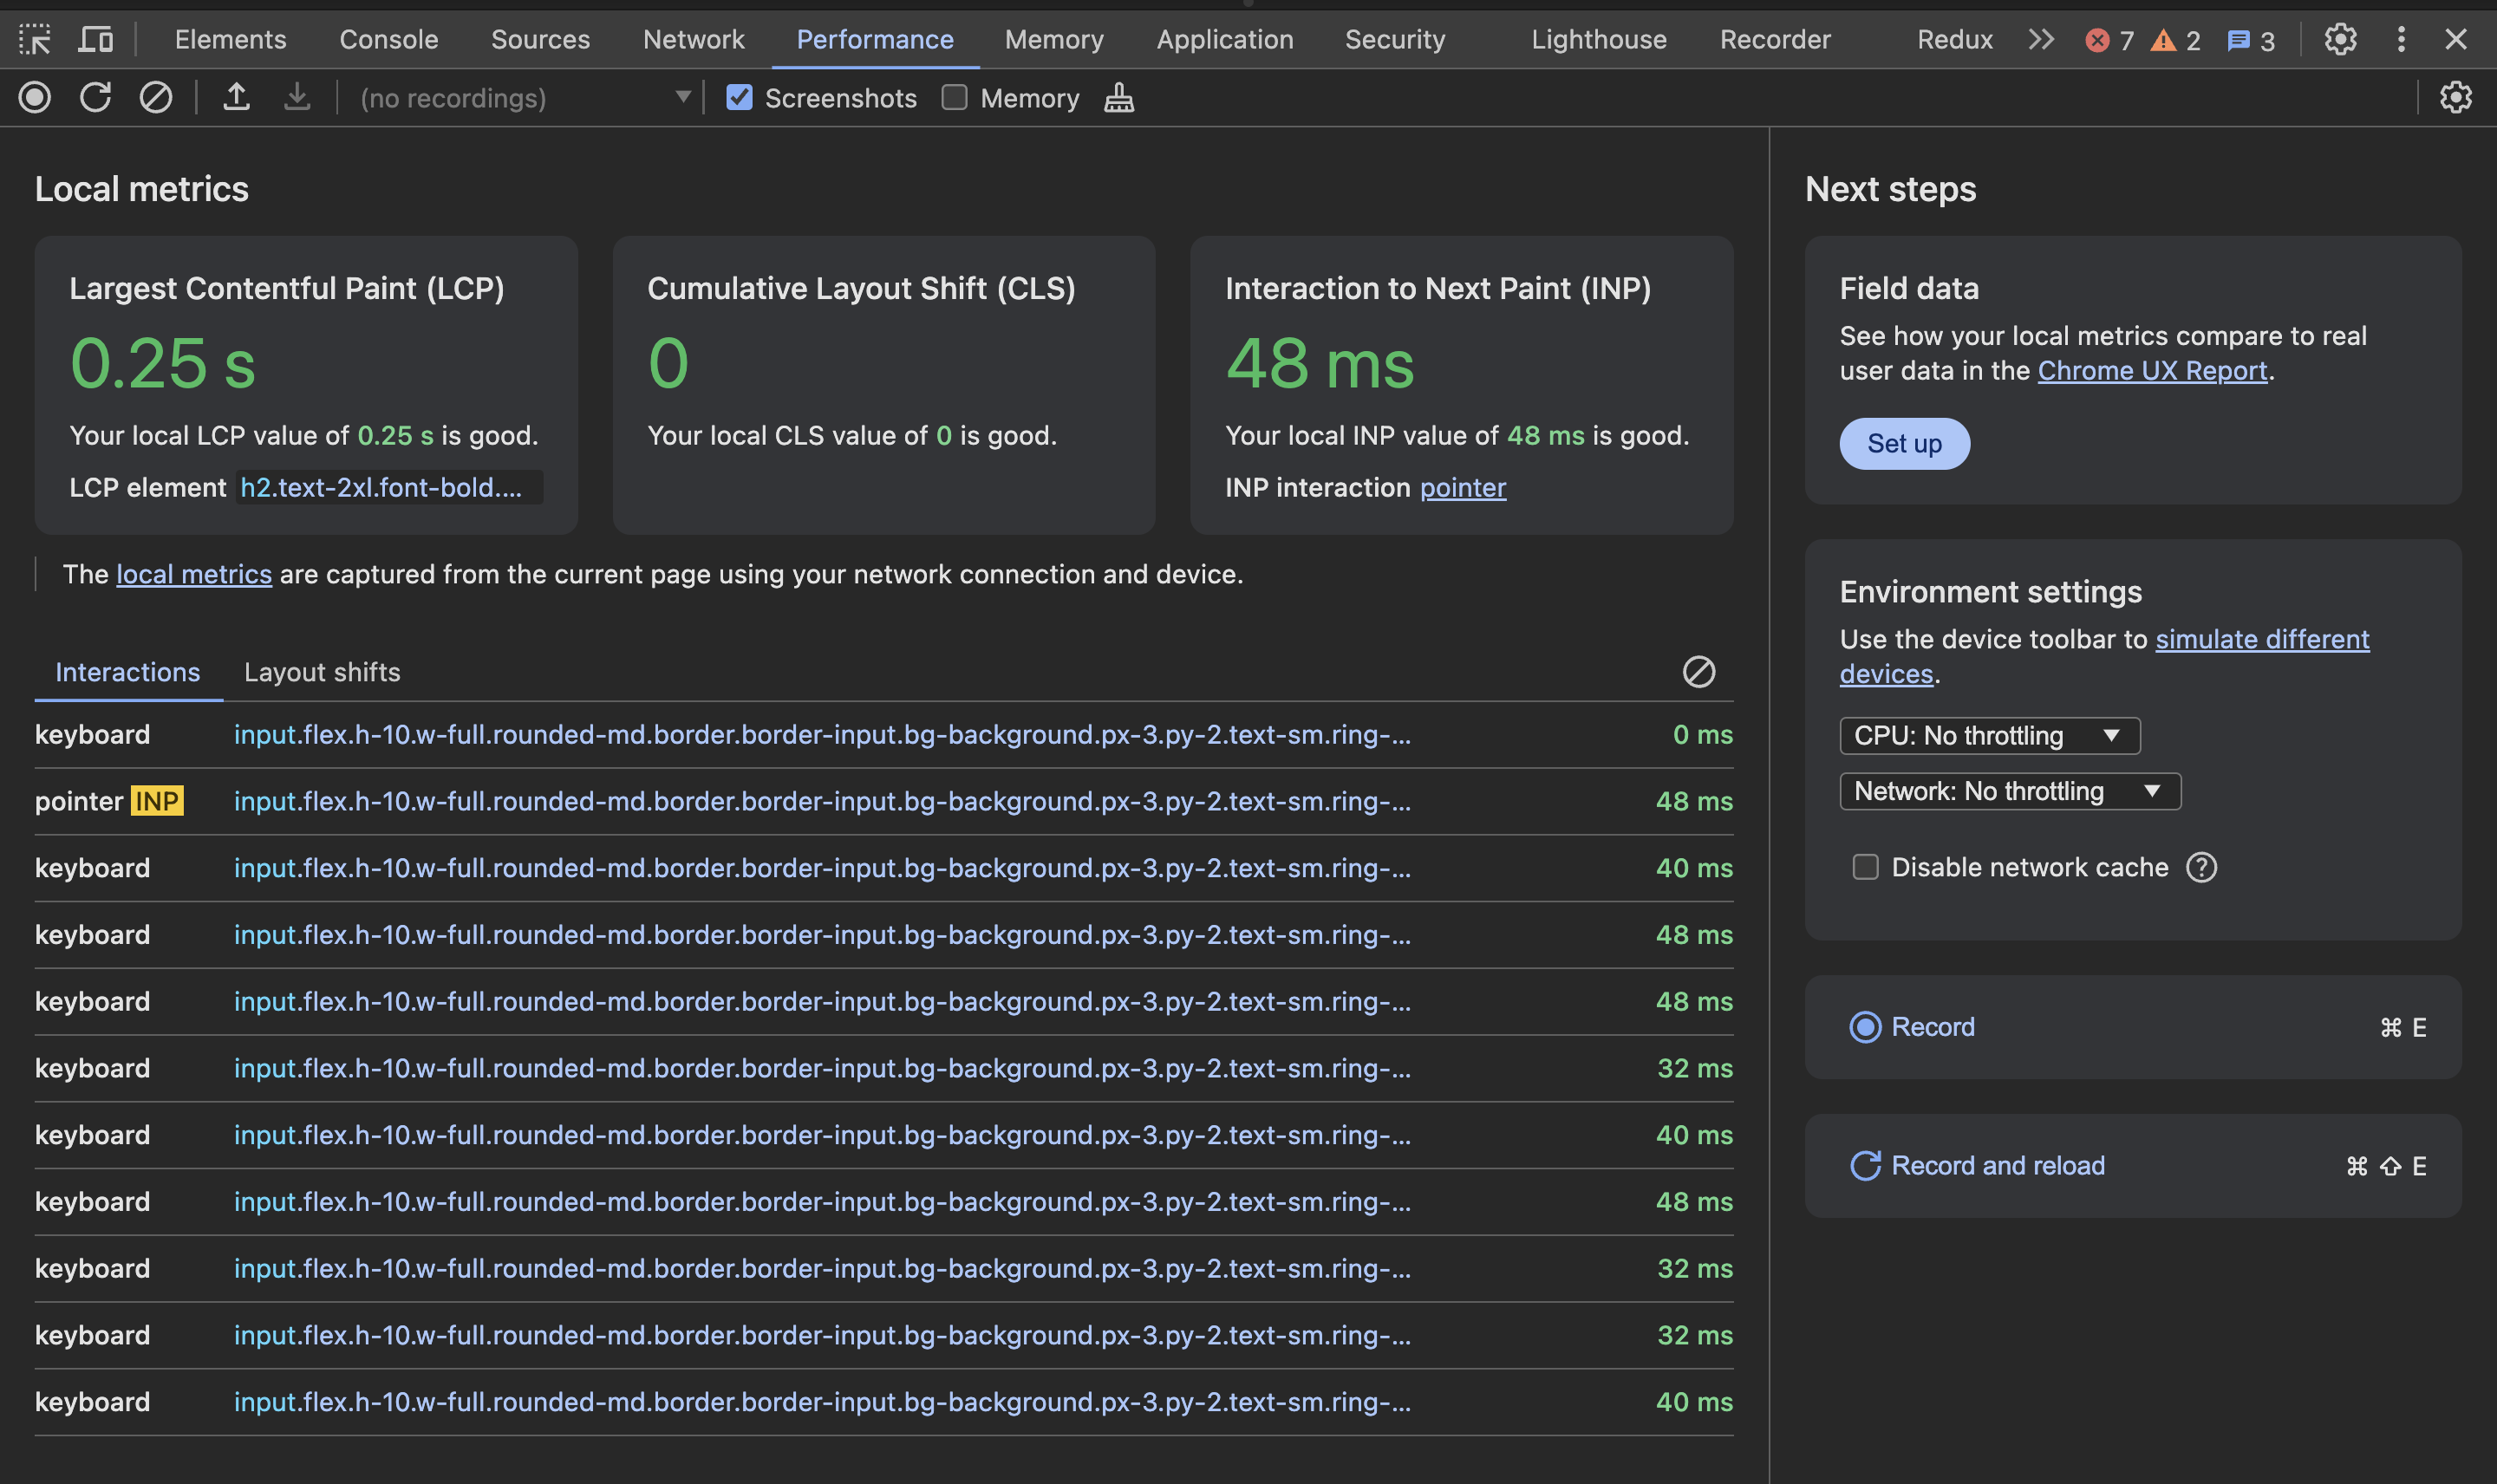 Elements Console Sources Network Performance Memory Application Security Lighthouse Recorder Redux 7 2 3
(no recordings) Screenshots Memory
Local metrics
Largest Contentful Paint (LCP)
0.25 s
Your local LCP value of 0.25 s is good.
LCP element h2.text-2xl.font-bold....
Cumulative Layout Shift (CLS)
0
Your local CLS value of 0 is good.
Interaction to Next Paint (INP)
48 ms
Your local INP value of 48 ms is good.
INP interaction pointer
The local metrics are captured from the current page using your network connection and device.
Interactions Layout shifts
keyboard input.flex.h-10.w-full.rounded-md.border.border-input.bg-background.px-3.py-2.text-sm.ring-... 0 ms
pointer INP input.flex.h-10.w-full.rounded-md.border.border-input.bg-background.px-3.py-2.text-sm.ring-... 48 ms
keyboard input.flex.h-10.w-full.rounded-md.border.border-input.bg-background.px-3.py-2.text-sm.ring-... 40 ms
keyboard input.flex.h-10.w-full.rounded-md.border.border-input.bg-background.px-3.py-2.text-sm.ring-... 48 ms
keyboard input.flex.h-10.w-full.rounded-md.border.border-input.bg-background.px-3.py-2.text-sm.ring-... 48 ms
keyboard input.flex.h-10.w-full.rounded-md.border.border-input.bg-background.px-3.py-2.text-sm.ring-... 32 ms
keyboard input.flex.h-10.w-full.rounded-md.border.border-input.bg-background.px-3.py-2.text-sm.ring-... 40 ms
keyboard input.flex.h-10.w-full.rounded-md.border.border-input.bg-background.px-3.py-2.text-sm.ring-... 48 ms
keyboard input.flex.h-10.w-full.rounded-md.border.border-input.bg-background.px-3.py-2.text-sm.ring-... 32 ms
keyboard input.flex.h-10.w-full.rounded-md.border.border-input.bg-background.px-3.py-2.text-sm.ring-... 32 ms
keyboard input.flex.h-10.w-full.rounded-md.border.border-input.bg-background.px-3.py-2.text-sm.ring-... 40 ms
Next steps
Field data
See how your local metrics compare to real
user data in the Chrome UX Report.
Set up
Environment settings
Use the device toolbar to simulate different
devices.
CPU: No throttling
Network: No throttling
Disable network cache
Record ⌘ E
Record and reload ⌘ ⇧ E